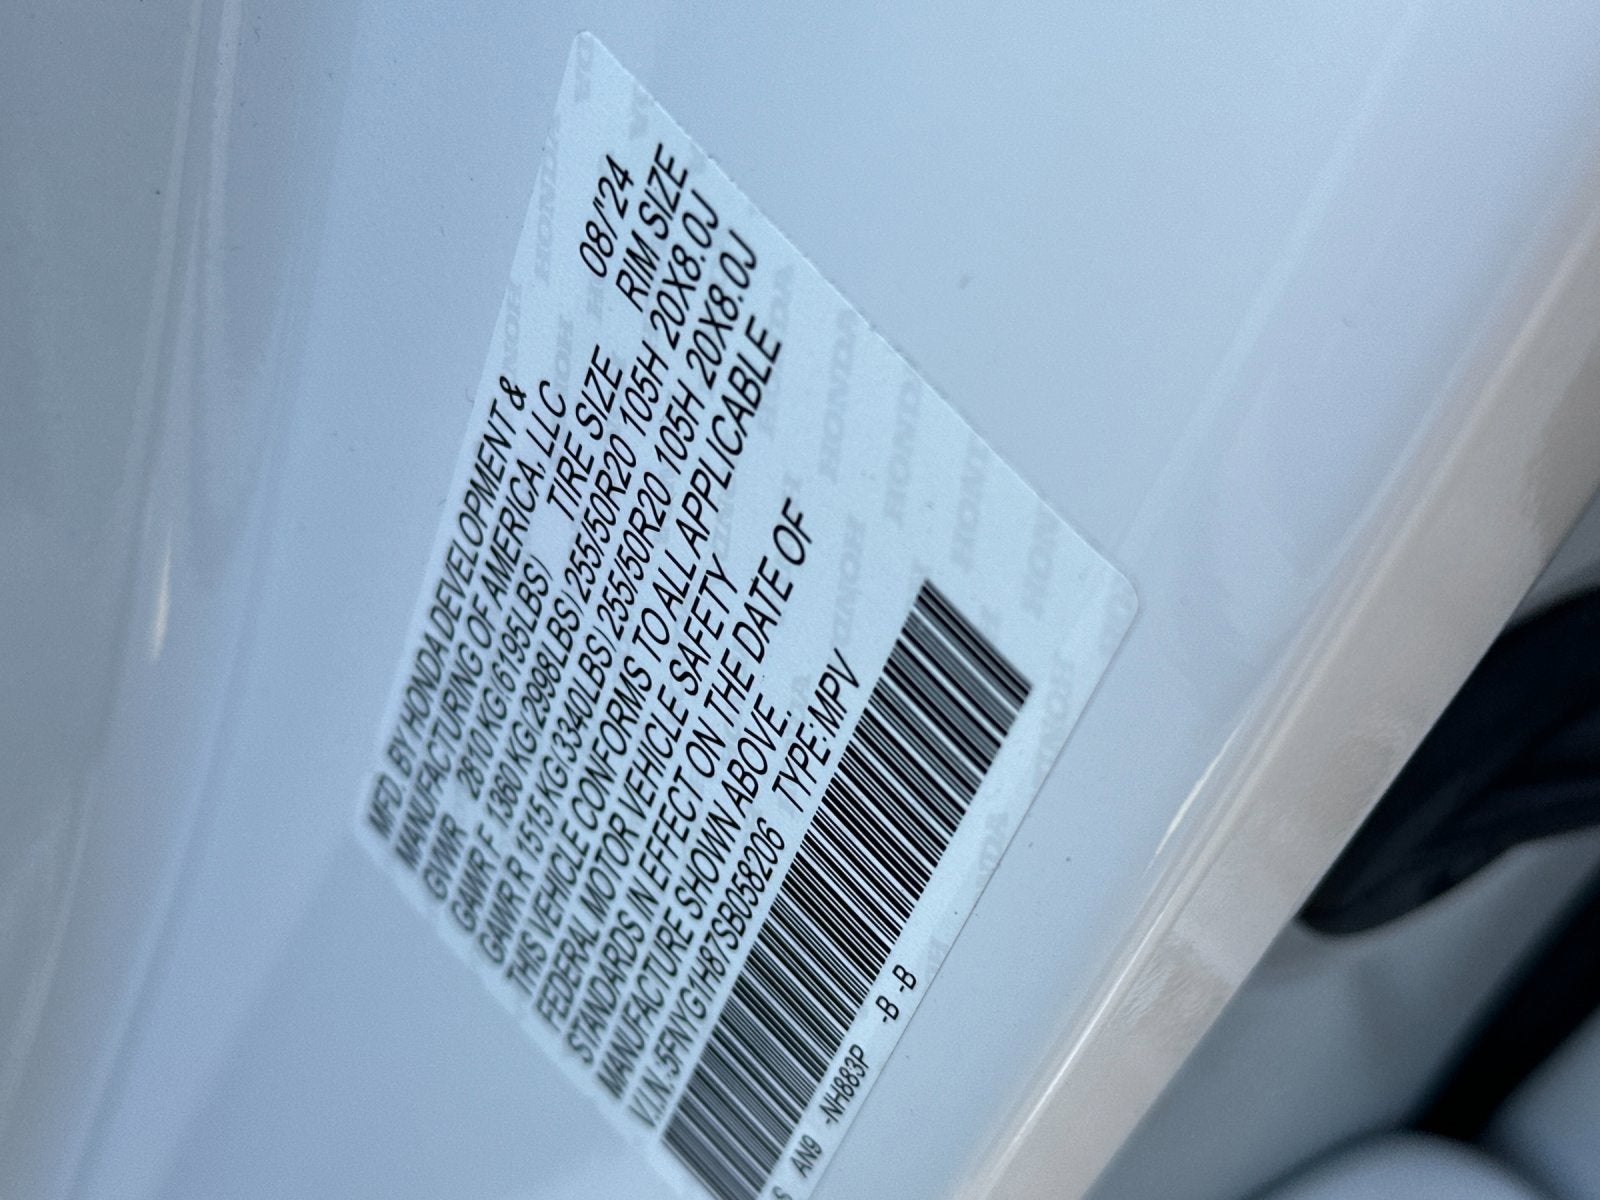 MFD. BY HONDA DEVELOPMENT &
MANUFACTURING OF AMERICA, LLC 08/'24
GVWR 2810 KG(6195LBS) TIRE SIZE RIM SIZE
GAWR F 1360 KG(2998LBS) 255/50R20 105H 20X8.0J
GAWR R 1515 KG(3340LBS) 255/50R20 105H 20X8.0J
THIS VEHICLE CONFORMS TO ALL APPLICABLE
FEDERAL MOTOR VEHICLE SAFETY
STANDARDS IN EFFECT ON THE DATE OF
MANUFACTURE SHOWN ABOVE.
V.I.N.:5FNYG1H87SB058206 TYPE:MPV
S AN9 -NH883P -B -B